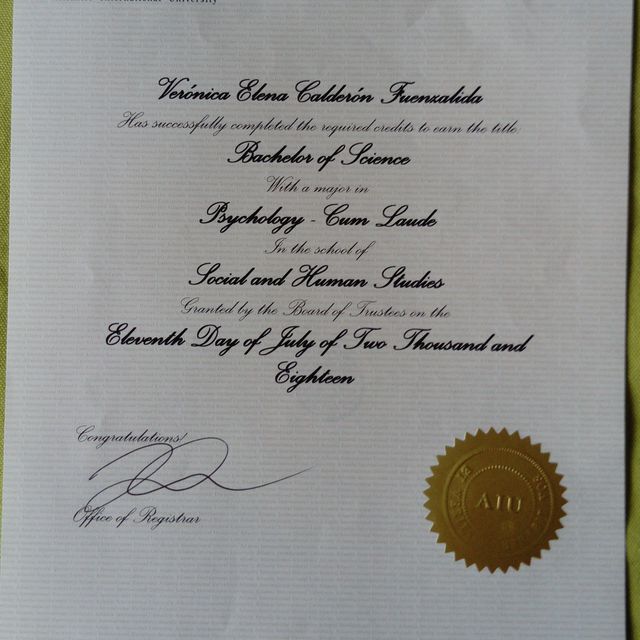 International University
Verónica Elena Calderón Fuenzalida
Has successfully completed the required credits to earn the title:
Bachelor of Science
With a major in
Psychology - Cum Laude
In the school of
Social and Human Studies
Granted by the Board of Trustees on the
Eleventh Day of July of Two Thousand and
Eighteen
Congratulations!
Office of Registrar
AIU